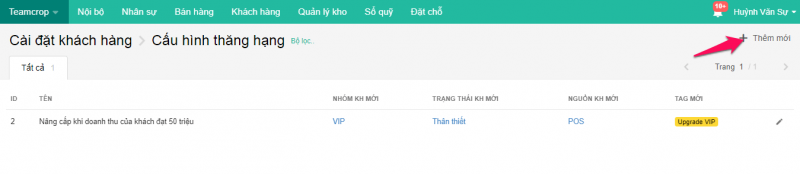 Teamcrop Nội bộ Nhân sự Bán hàng Khách hàng Quản lý kho Sổ quỹ Đặt chỗ 10+ Huỳnh Văn Sự
Cài đặt khách hàng > Cấu hình thăng hạng Bộ lọc.. + Thêm mới
Tất cả 1 < Trang 1 / 1 >
ID TÊN NHÓM KH MỚI TRẠNG THÁI KH MỚI NGUỒN KH MỚI TAG MỚI
2 Nâng cấp khi doanh thu của khách đạt 50 triệu VIP Thân thiết POS Upgrade VIP